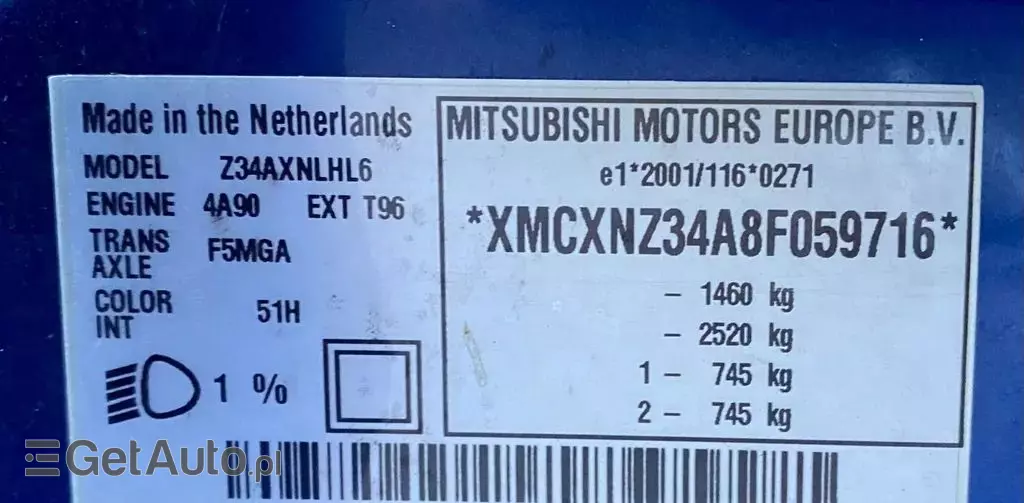 Made in the Netherlands
MODEL Z34AXNLHL6
ENGINE 4A90 EXT T96
TRANS
AXLE F5MGA
COLOR
INT 51H
1 %
MITSUBISHI MOTORS EUROPE B.V.
e1*2001/116*0271
*XMCXNZ34A8F059716*
- 1460 kg
- 2520 kg
1 - 745 kg
2 - 745 kg
GetAuto.pl